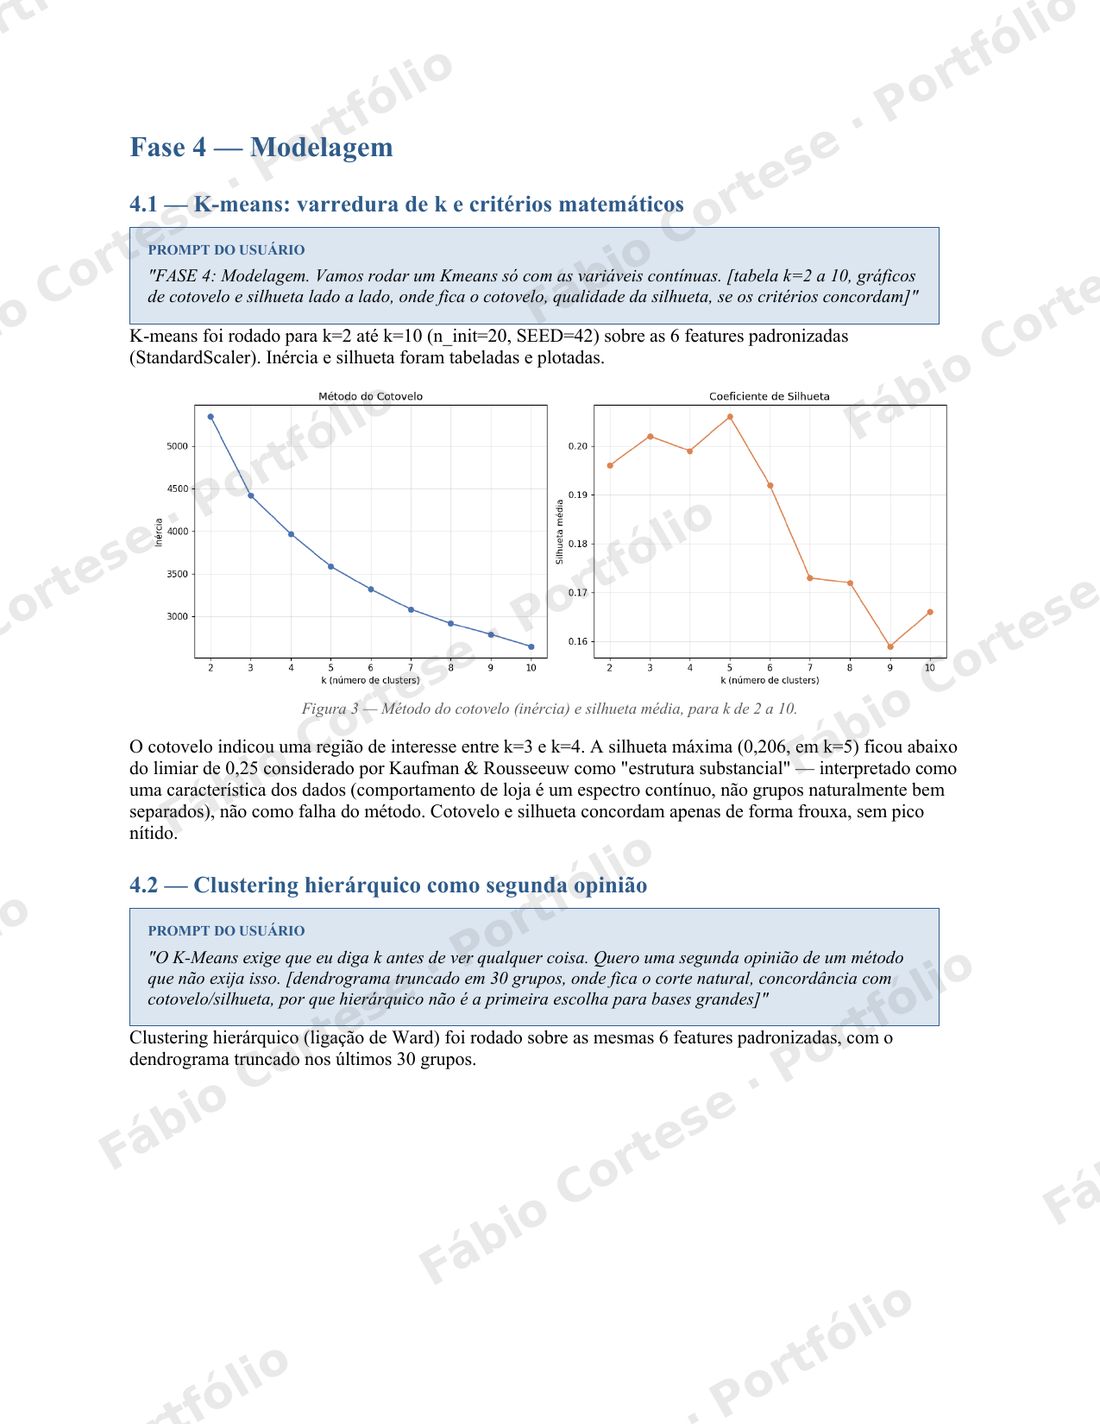 Fase 4 — Modelagem
4.1 — K-means: varredura de k e critérios matemáticos
PROMPT DO USUÁRIO
"FASE 4: Modelagem. Vamos rodar um Kmeans só com as variáveis contínuas. [tabela k=2 a 10, gráficos
de cotovelo e silhueta lado a lado, onde fica o cotovelo, qualidade da silhueta, se os critérios concordam]"
K-means foi rodado para k=2 até k=10 (n_init=20, SEED=42) sobre as 6 features padronizadas
(StandardScaler). Inércia e silhueta foram tabeladas e plotadas.
Método do Cotovelo
Inércia
5000
4500
4000
3500
3000
2 3 4 5 6 7 8 9 10
k (número de clusters)
Coeficiente de Silhueta
Silhueta média
0.20
0.19
0.18
0.17
0.16
2 3 4 5 6 7 8 9 10
k (número de clusters)
Figura 3 — Método do cotovelo (inércia) e silhueta média, para k de 2 a 10.
O cotovelo indicou uma região de interesse entre k=3 e k=4. A silhueta máxima (0,206, em k=5) ficou abaixo
do limiar de 0,25 considerado por Kaufman & Rousseeuw como "estrutura substancial" — interpretado como
uma característica dos dados (comportamento de loja é um espectro contínuo, não grupos naturalmente bem
separados), não como falha do método. Cotovelo e silhueta concordam apenas de forma frouxa, sem pico
nítido.
4.2 — Clustering hierárquico como segunda opinião
PROMPT DO USUÁRIO
"O K-Means exige que eu diga k antes de ver qualquer coisa. Quero uma segunda opinião de um método
que não exija isso. [dendrograma truncado em 30 grupos, onde fica o corte natural, concordância com
cotovelo/silhueta, por que hierárquico não é a primeira escolha para bases grandes]"
Clustering hierárquico (ligação de Ward) foi rodado sobre as mesmas 6 features padronizadas, com o
dendrograma truncado nos últimos 30 grupos.
Fábio Cortese · Portfólio